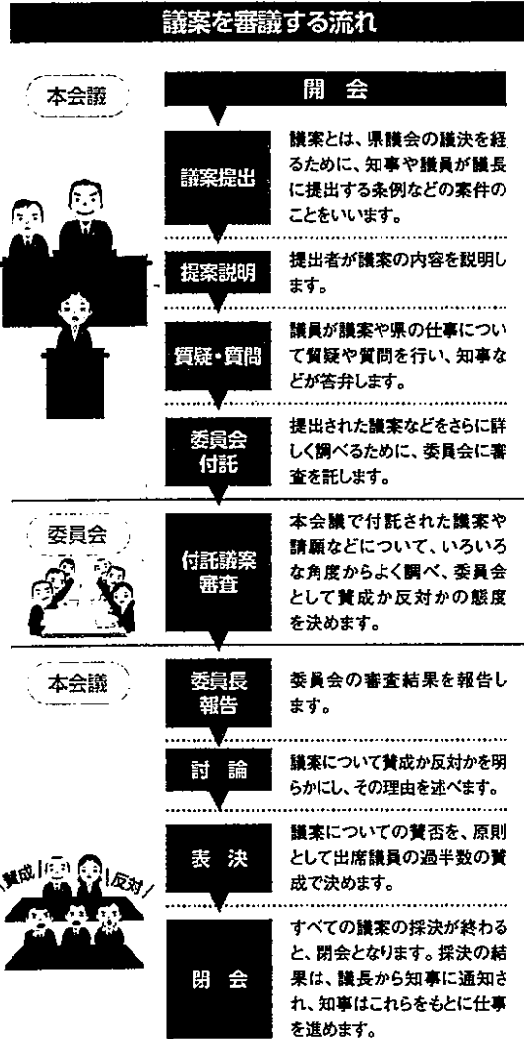 議案を審議する流れ
本会議
開会
議案提出
議案とは、県議会の議決を経
るために、知事や議員が議長
に提出する条例などの案件の
ことをいいます。
提案説明
提出者が議案の内容を説明し
ます。
質疑・質問
議員が議案や県の仕事につい
て質疑や質問を行い、知事な
どが答弁します。
委員会
付託
提出された議案などをさらに詳
しく調べるために、委員会に審
査を託します。
委員会
付託議案
審査
本会議で付託された議案や
請願などについて、いろいろ
な角度からよく調べ、委員会
として賛成か反対かの態度
を決めます。
本会議
委員長
報告
委員会の審査結果を報告し
ます。
討論
議案について賛成か反対かを明
らかにし、その理由を述べます。
賛成
反対
表決
議案についての賛否を、原則
として出席議員の過半数の賛
成で決めます。
閉会
すべての議案の採決が終わる
と、閉会となります。採決の結
果は、議長から知事に通知さ
れ、知事はこれらをもとに仕事
を進めます。